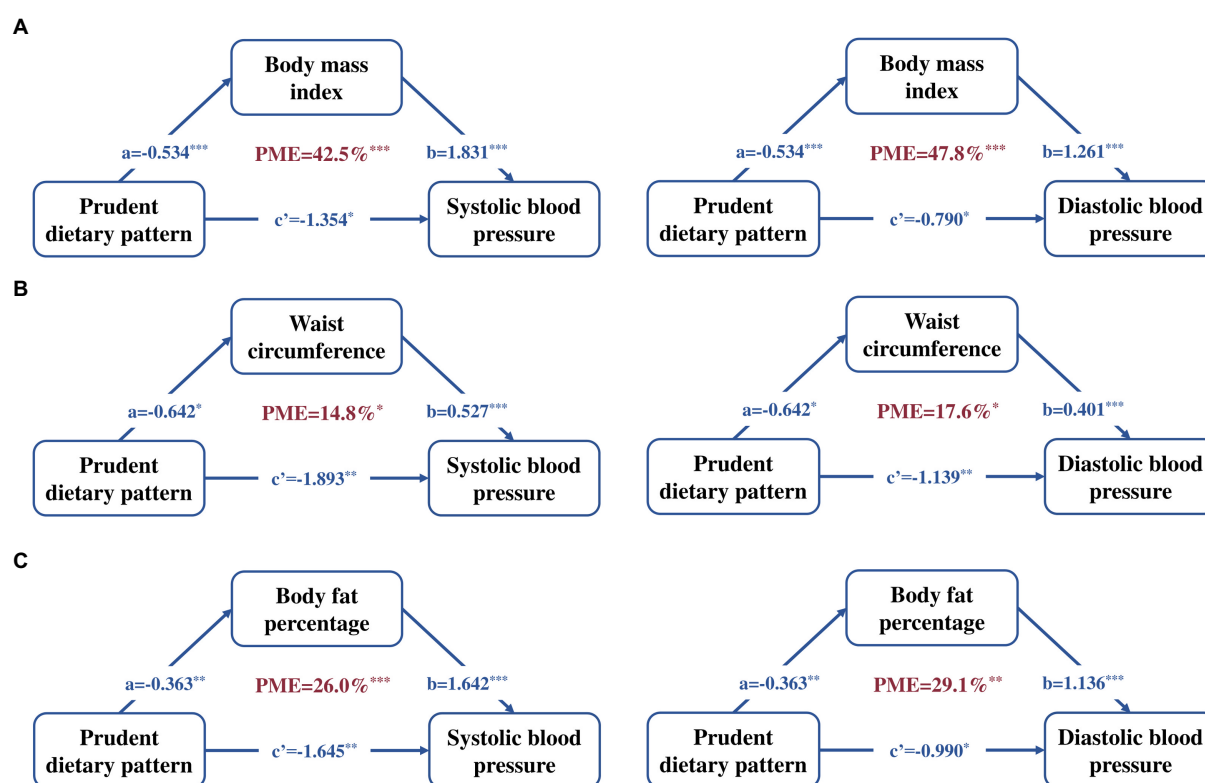 A
Body mass
index
a=-0.534***
PME=42.5%***
b=1.831***
Prudent
dietary pattern
c’=-1.354*
Systolic blood
pressure
Body mass
index
a=-0.534***
PME=47.8%***
b=1.261***
Prudent
dietary pattern
c’=-0.790*
Diastolic blood
pressure
B
Waist
circumference
a=-0.642*
PME=14.8%*
b=0.527***
Prudent
dietary pattern
c’=-1.893**
Systolic blood
pressure
Waist
circumference
a=-0.642*
PME=17.6%*
b=0.401***
Prudent
dietary pattern
c’=-1.139**
Diastolic blood
pressure
C
Body fat
percentage
a=-0.363**
PME=26.0%***
b=1.642***
Prudent
dietary pattern
c’=-1.645**
Systolic blood
pressure
Body fat
percentage
a=-0.363**
PME=29.1%**
b=1.136***
Prudent
dietary pattern
c’=-0.990*
Diastolic blood
pressure